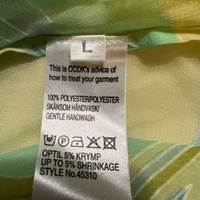 L
This is CCDK's advice of
how to treat your garment
100% POLYESTER/POLYESTER
SKÅNSOM HÅNDVASK/
GENTLE HANDWASH
OPTIL 5% KRYMP
UP TO 5% SHRINKAGE
STYLE No.45310